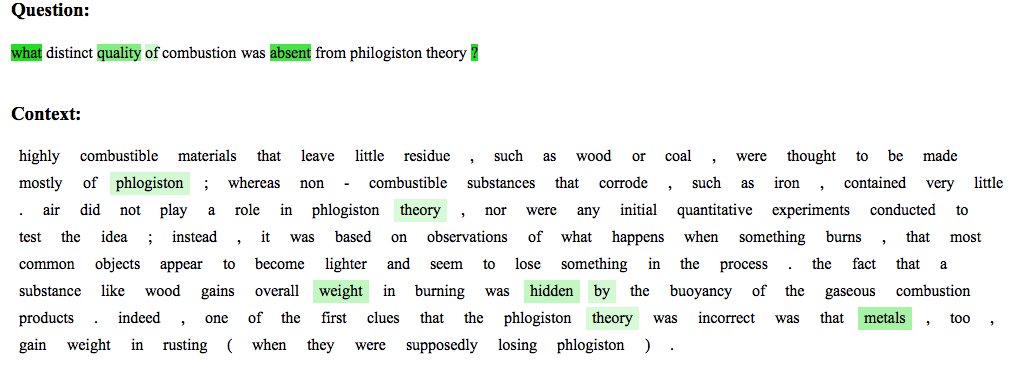 Question:
what distinct quality of combustion was absent from philogiston theory ?
Context:
highly combustible materials that leave little residue , such as wood or coal , were thought to be made
mostly of phlogiston ; whereas non - combustible substances that corrode , such as iron , contained very little
. air did not play a role in phlogiston theory , nor were any initial quantitative experiments conducted to
test the idea ; instead , it was based on observations of what happens when something burns , that most
common objects appear to become lighter and seem to lose something in the process . the fact that a
substance like wood gains overall weight in burning was hidden by the buoyancy of the gaseous combustion
products . indeed , one of the first clues that the phlogiston theory was incorrect was that metals , too ,
gain weight in rusting ( when they were supposedly losing phlogiston ) .